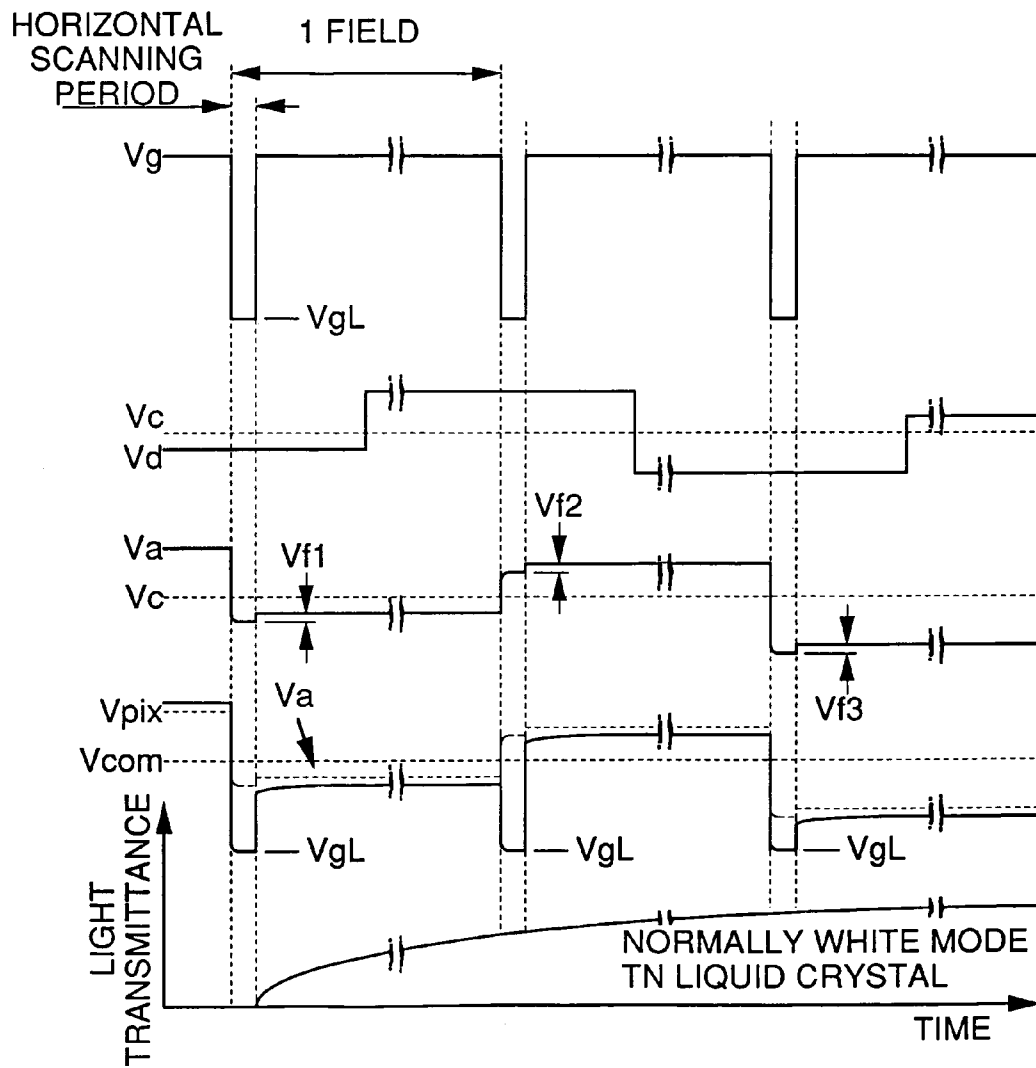 HORIZONTAL
SCANNING
PERIOD
1 FIELD
Vg
VgL
Vc
Vd
Vf2
Va
Vf1
Vc
Va
Vf3
Vpix
Vcom
VgL
VgL
VgL
LIGHT
TRANSMITTANCE
NORMALLY WHITE MODE
TN LIQUID CRYSTAL
TIME